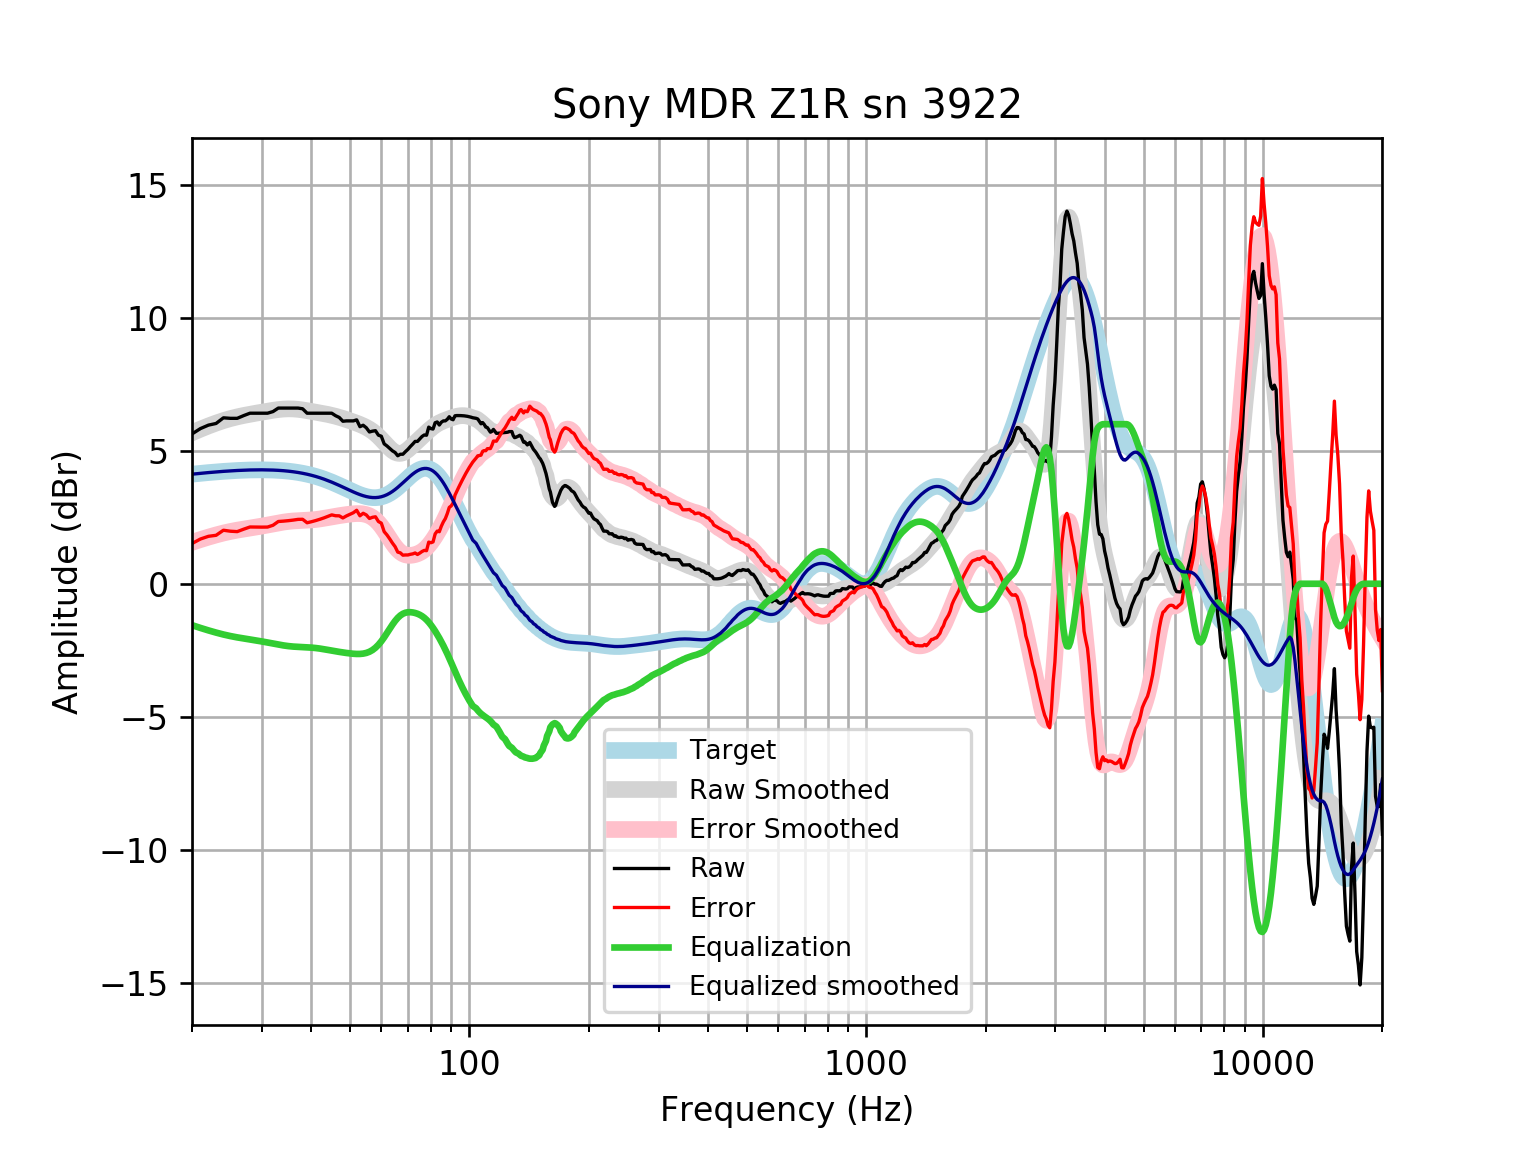 Sony MDR Z1R sn 3922
Amplitude (dBr)
15
10
5
0
−5
−10
−15
Target
Raw Smoothed
Error Smoothed
Raw
Error
Equalization
Equalized smoothed
100
1000
10000
Frequency (Hz)